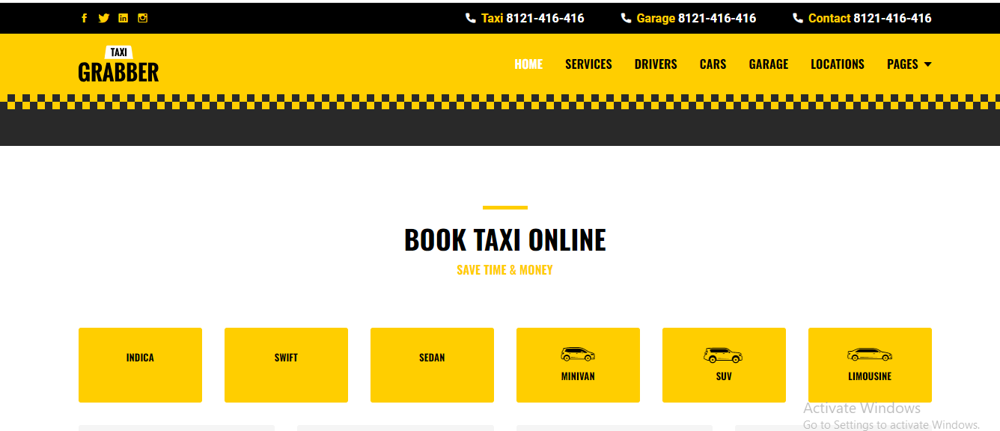 Taxi 8121-416-416 Garage 8121-416-416 Contact 8121-416-416
TAXI
GRABBER
HOME SERVICES DRIVERS CARS GARAGE LOCATIONS PAGES
BOOK TAXI ONLINE
SAVE TIME & MONEY
INDICA SWIFT SEDAN MINIVAN SUV LIMOUSINE
Activate Windows
Go to Settings to activate Windows.